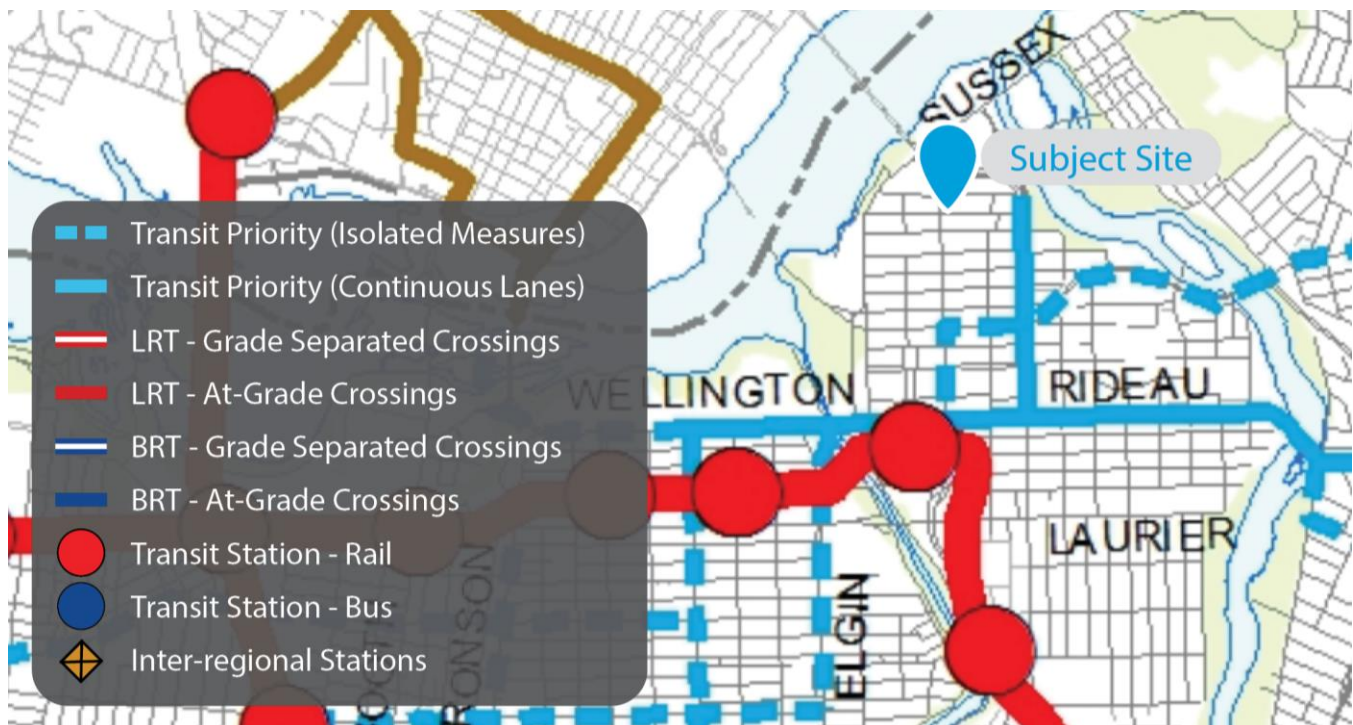 SUSSEX
Subject Site
Transit Priority (Isolated Measures)
Transit Priority (Continuous Lanes)
LRT - Grade Separated Crossings
LRT - At-Grade Crossings
BRT - Grade Separated Crossings
BRT - At-Grade Crossings
Transit Station - Rail
Transit Station - Bus
Inter-regional Stations
WELLINGTON
RIDEAU
LAURIER
ELGIN